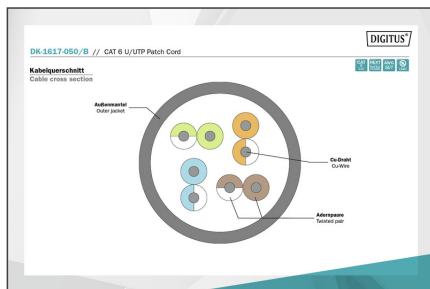 DIGITUS®
DK-1617-050/B // CAT 6 U/UTP Patch Cord
Kabelquerschnitt
Cable cross section
Außenmantel
Outer jacket
Cu-Draht
Cu-Wire
Adernpaare
Twisted pair